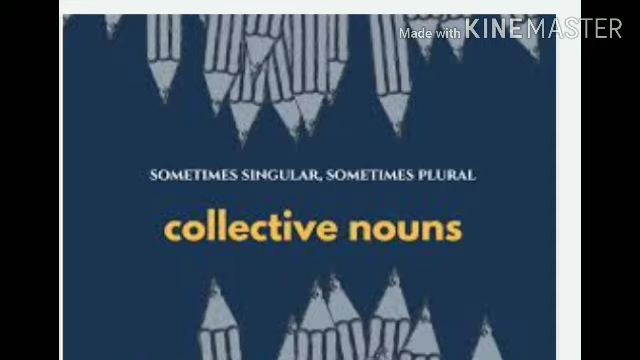 Made with KINEMASTER
SOMETIMES SINGULAR, SOMETIMES PLURAL
collective nouns